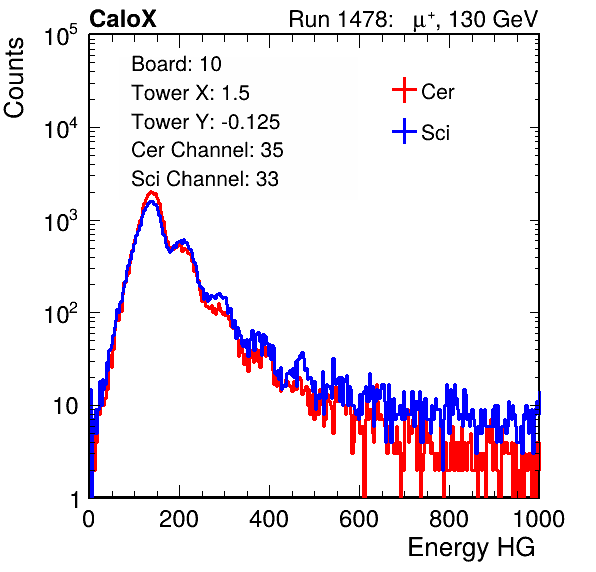 CaloX Run 1478: μ⁺, 130 GeV
Counts
Board: 10
Tower X: 1.5
Tower Y: -0.125
Cer Channel: 35
Sci Channel: 33
Cer
Sci
10⁵
10⁴
10³
10²
10
1
0 200 400 600 800 1000
Energy HG